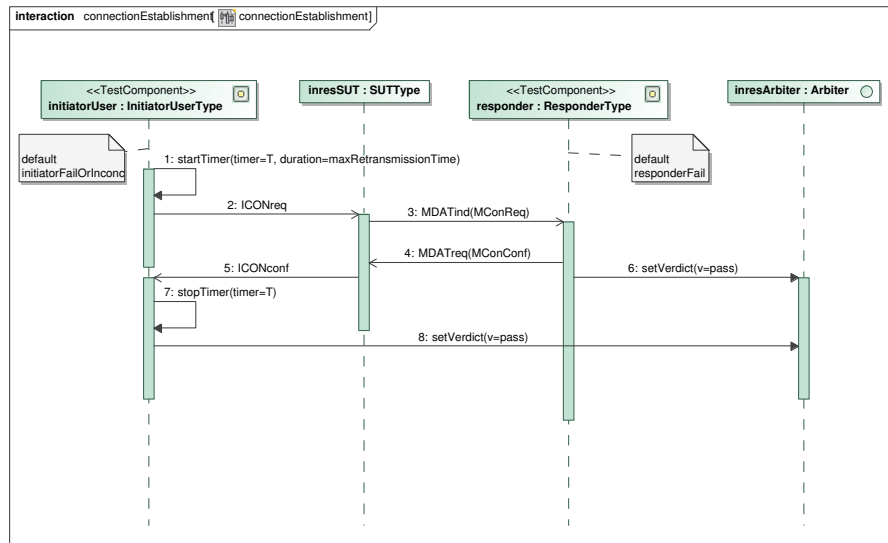 interaction connectionEstablishment[ connectionEstablishment]
<<TestComponent>>
initiatorUser : InitiatorUserType
inresSUT : SUTType
<<TestComponent>>
responder : ResponderType
inresArbiter : Arbiter
default
initiatorFailOrInconc
default
responderFail
1: startTimer(timer=T, duration=maxRetransmissionTime)
2: ICONreq
3: MDATind(MConReq)
4: MDATreq(MConConf)
5: ICONconf
6: setVerdict(v=pass)
7: stopTimer(timer=T)
8: setVerdict(v=pass)